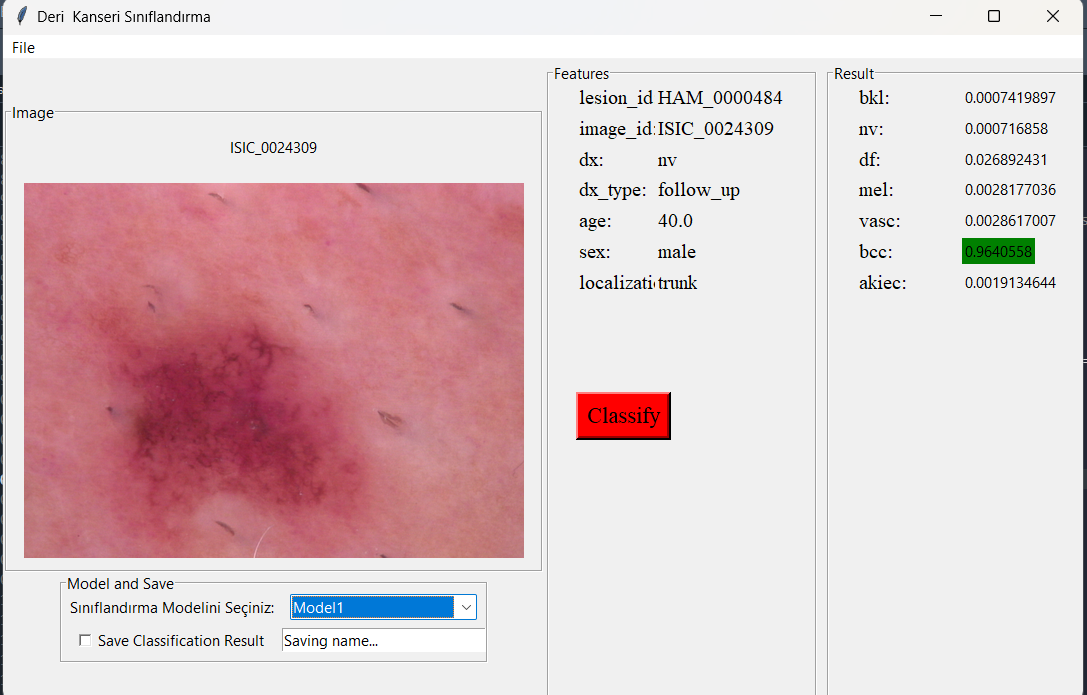 Deri  Kanseri Sınıflandırma
File
Image
ISIC_0024309
Model and Save
Sınıflandırma Modelini Seçiniz: Model1
Save Classification Result Saving name...
Features
lesion_id HAM_0000484
image_id: ISIC_0024309
dx: nv
dx_type: follow_up
age: 40.0
sex: male
localizati trunk
Classify
Result
bkl: 0.0007419897
nv: 0.000716858
df: 0.026892431
mel: 0.0028177036
vasc: 0.0028617007
bcc: 0.9640558
akiec: 0.0019134644